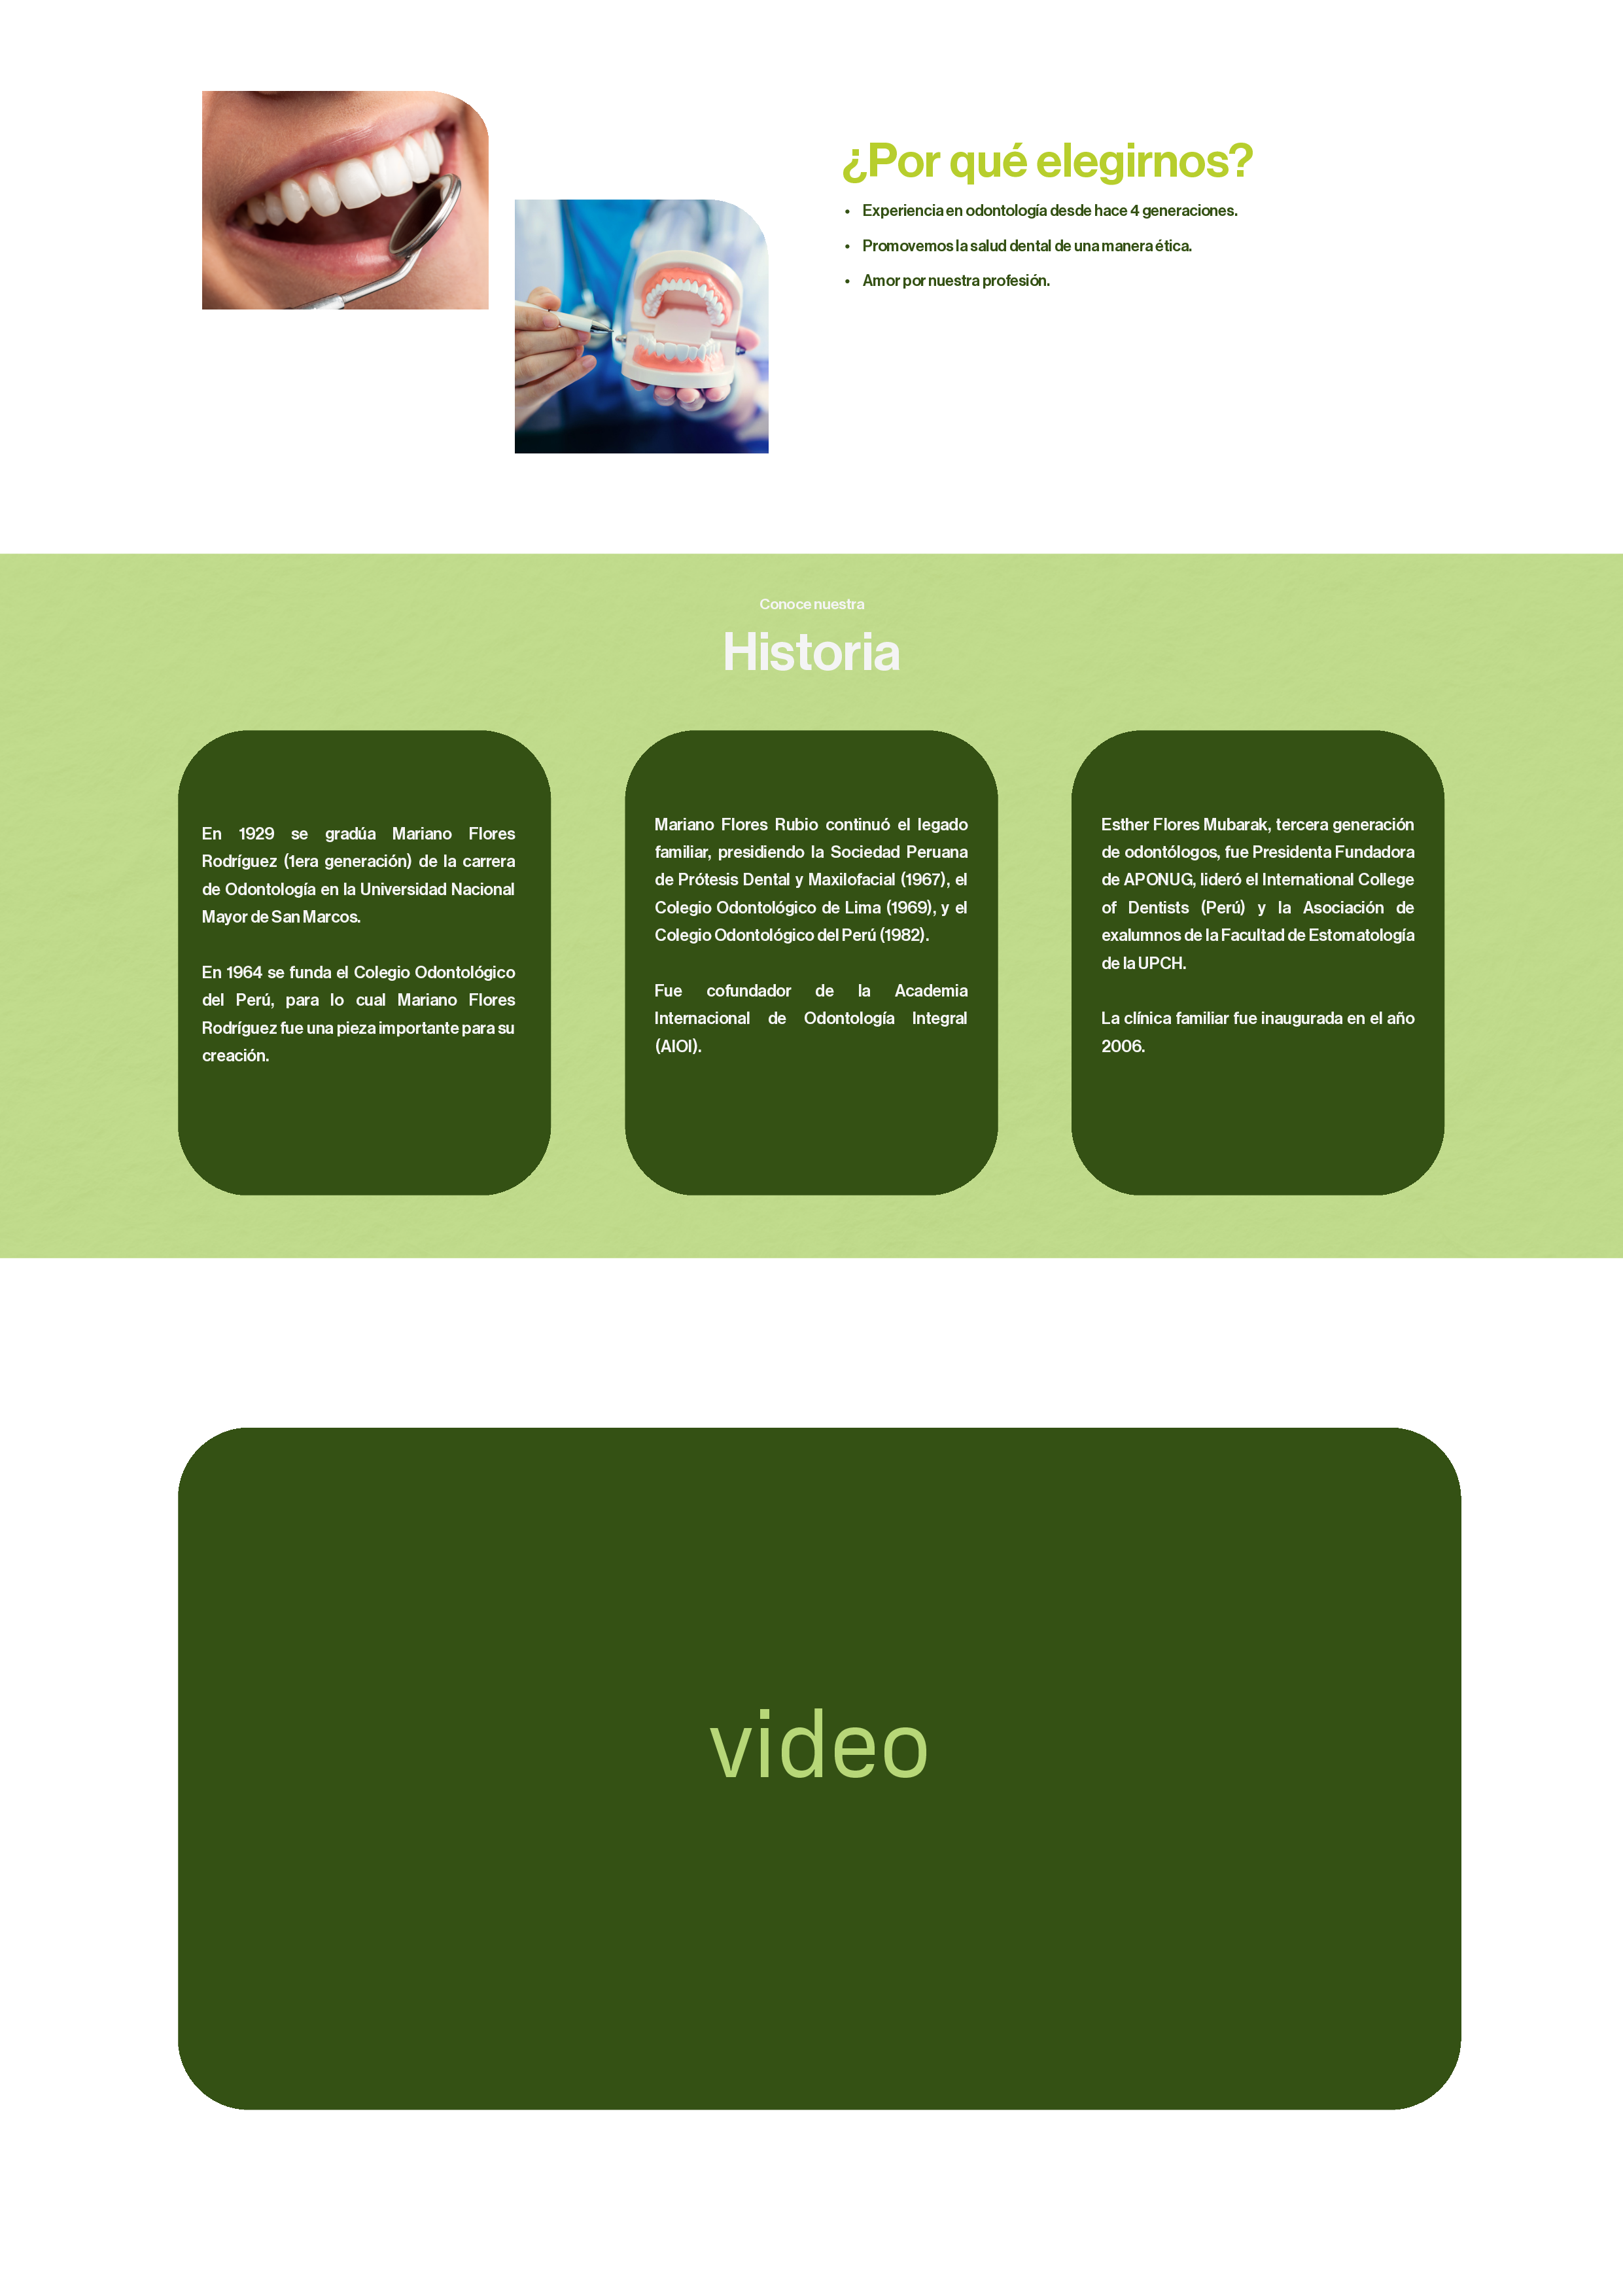 ¿Por qué elegirnos?
• Experiencia en odontología desde hace 4 generaciones.
• Promovemos la salud dental de una manera ética.
• Amor por nuestra profesión.
Conoce nuestra
Historia
En 1929 se gradúa Mariano Flores
Rodríguez (1era generación) de la carrera
de Odontología en la Universidad Nacional
Mayor de San Marcos.
En 1964 se funda el Colegio Odontológico
del Perú, para lo cual Mariano Flores
Rodríguez fue una pieza importante para su
creación.
Mariano Flores Rubio continuó el legado
familiar, presidiendo la Sociedad Peruana
de Prótesis Dental y Maxilofacial (1967), el
Colegio Odontológico de Lima (1969), y el
Colegio Odontológico del Perú (1982).
Fue cofundador de la Academia
Internacional de Odontología Integral
(AIOI).
Esther Flores Mubarak, tercera generación
de odontólogos, fue Presidenta Fundadora
de APONUG, lideró el International College
of Dentists (Perú) y la Asociación de
exalumnos de la Facultad de Estomatología
de la UPCH.
La clínica familiar fue inaugurada en el año
2006.
video